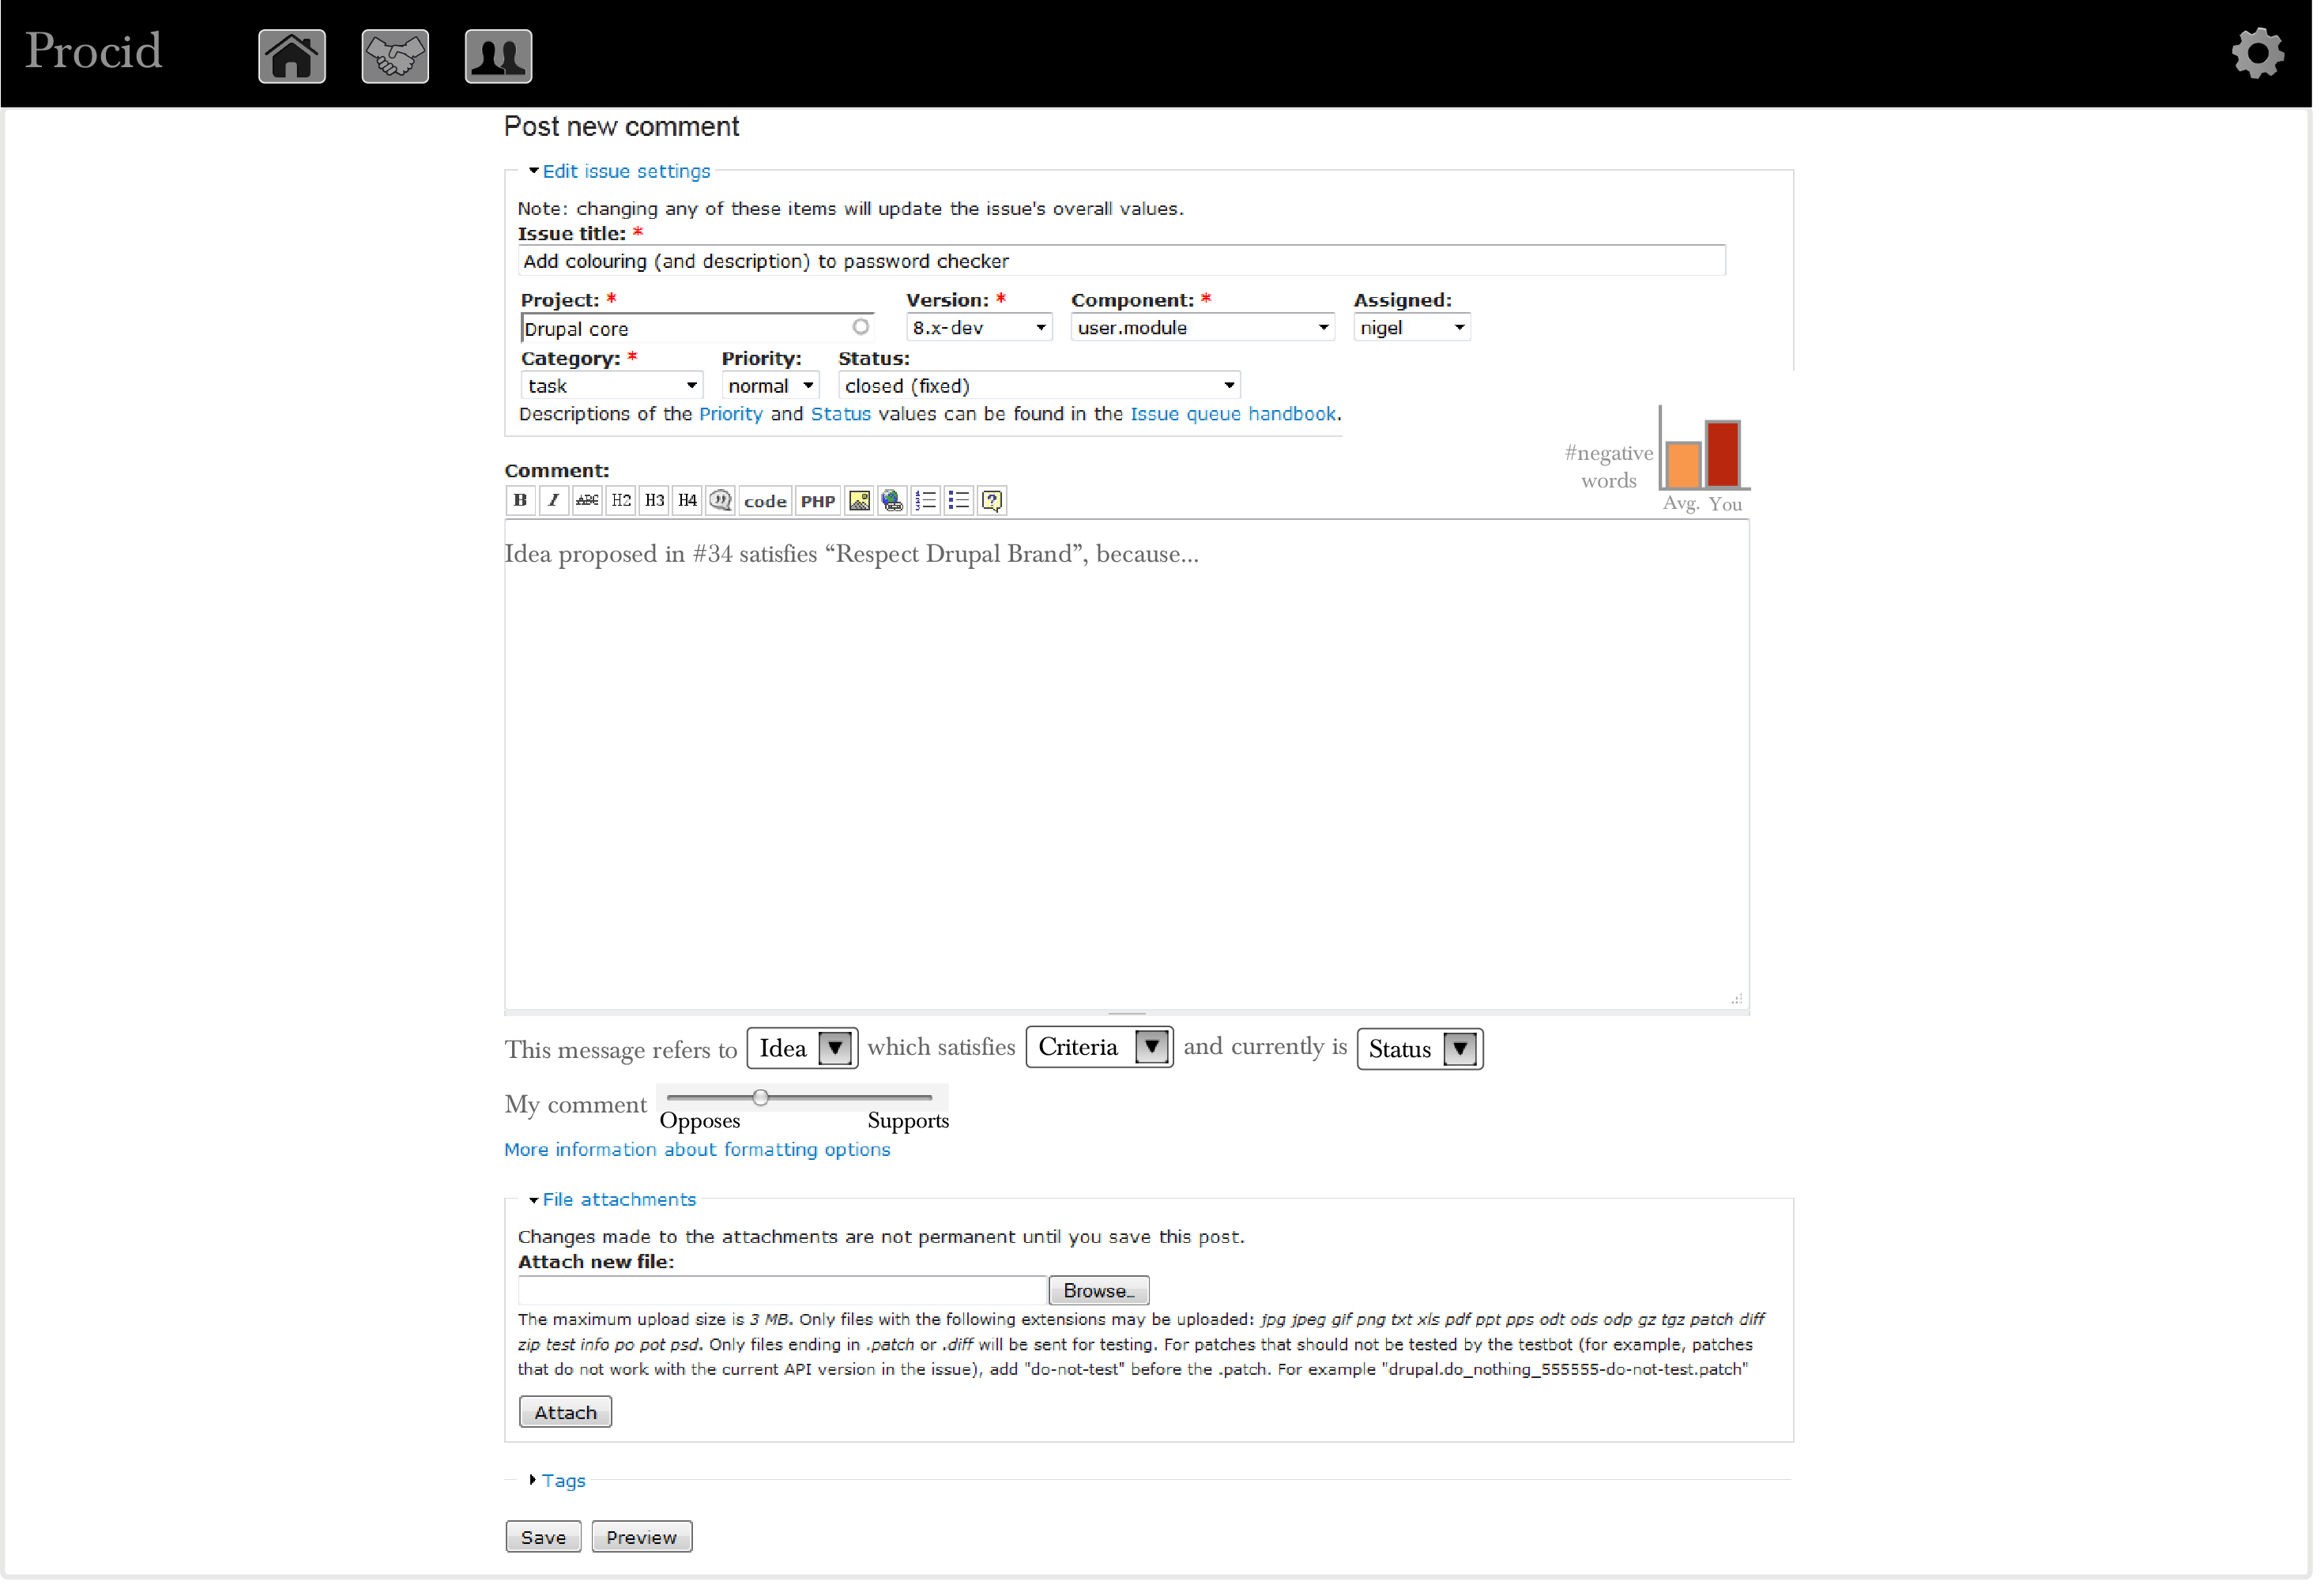 Procid
Post new comment
Edit issue settings
Note: changing any of these items will update the issue's overall values.
Issue title: *
Add colouring (and description) to password checker
Project: * Version: * Component: * Assigned:
Drupal core 8.x-dev user.module nigel
Category: * Priority: Status:
task normal closed (fixed)
Descriptions of the Priority and Status values can be found in the Issue queue handbook.
#negative
words
Avg. You
Comment:
B I ABC H2 H3 H4 code PHP
Idea proposed in #34 satisfies “Respect Drupal Brand”, because...
This message refers to Idea which satisfies Criteria and currently is Status
My comment
Opposes Supports
More information about formatting options
File attachments
Changes made to the attachments are not permanent until you save this post.
Attach new file:
Browse...
The maximum upload size is 3 MB. Only files with the following extensions may be uploaded: jpg jpeg gif png txt xls pdf ppt pps odt ods odp gz tgz patch diff
zip test info po pot psd. Only files ending in .patch or .diff will be sent for testing. For patches that should not be tested by the testbot (for example, patches
that do not work with the current API version in the issue), add "do-not-test" before the .patch. For example "drupal.do_nothing_555555-do-not-test.patch"
Attach
Tags
Save Preview